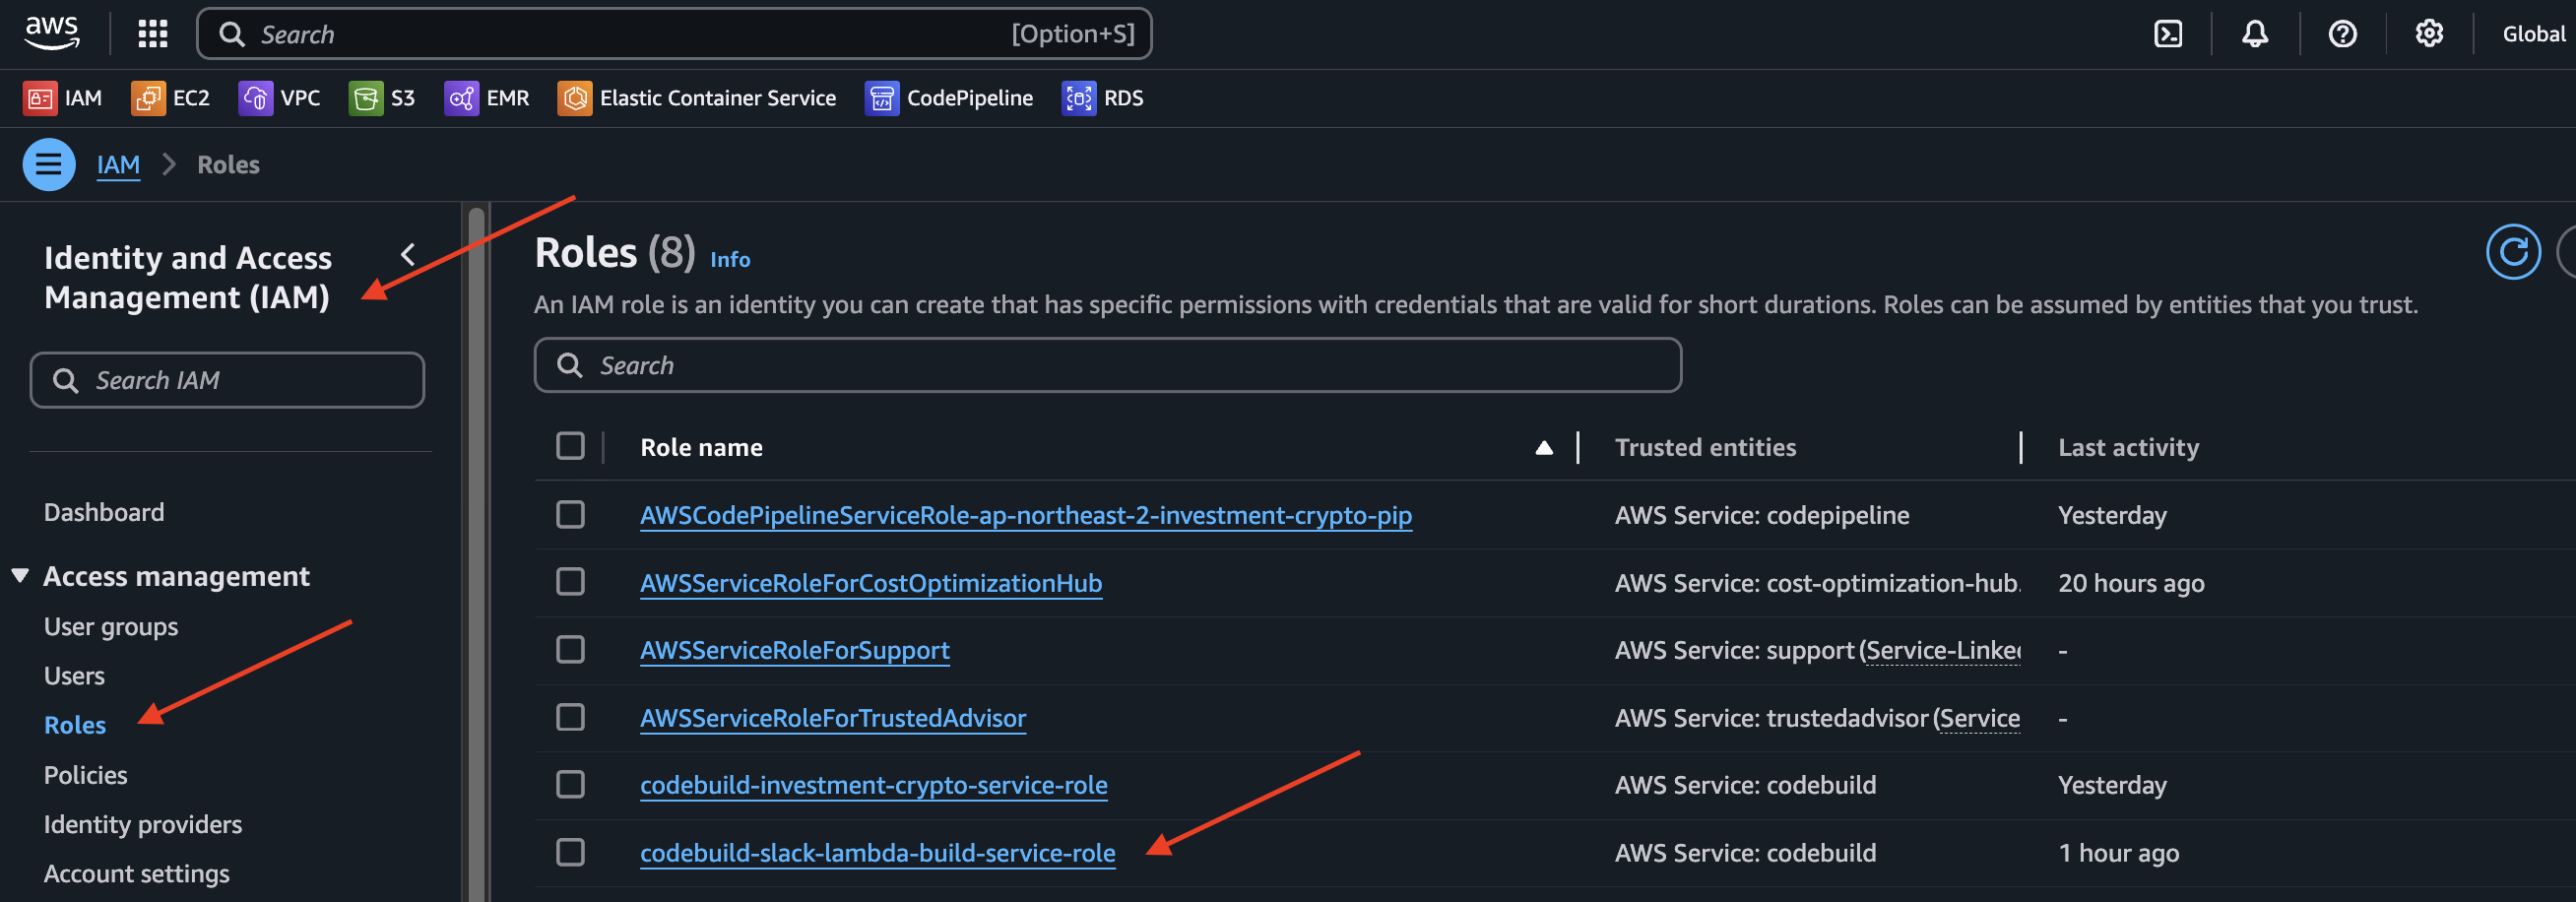 aws
Search [Option+S]
Global
IAM EC2 VPC S3 EMR Elastic Container Service CodePipeline RDS
IAM Roles
Identity and Access
Management (IAM)
Search IAM
Dashboard
Access management
User groups
Users
Roles
Policies
Identity providers
Account settings
Roles (8) Info
An IAM role is an identity you can create that has specific permissions with credentials that are valid for short durations. Roles can be assumed by entities that you trust.
Search
Role name Trusted entities Last activity
AWSCodePipelineServiceRole-ap-northeast-2-investment-crypto-pip AWS Service: codepipeline Yesterday
AWSServiceRoleForCostOptimizationHub AWS Service: cost-optimization-hub. 20 hours ago
AWSServiceRoleForSupport AWS Service: support (Service-Linke -
AWSServiceRoleForTrustedAdvisor AWS Service: trustedadvisor (Service -
codebuild-investment-crypto-service-role AWS Service: codebuild Yesterday
codebuild-slack-lambda-build-service-role AWS Service: codebuild 1 hour ago